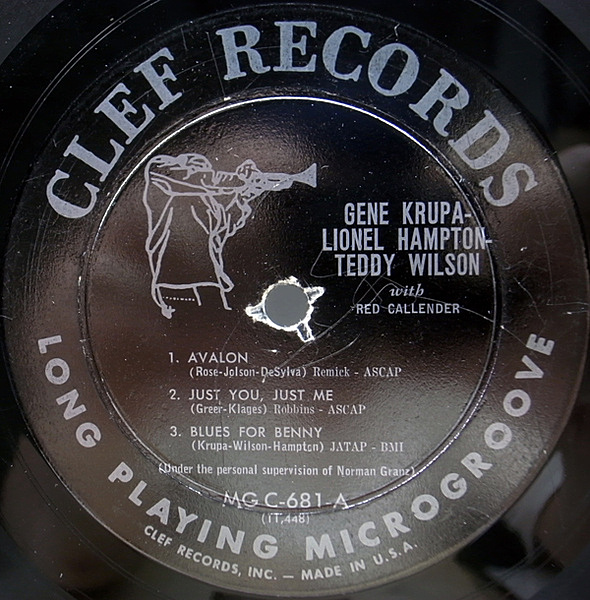 CLEF RECORDS
GENE KRUPA-
LIONEL HAMPTON-
TEDDY WILSON
with
RED CALLENDER
1. AVALON
(Rose-Jolson-DeSylva) Remick - ASCAP
2. JUST YOU, JUST ME
(Greer-Klages) Robbins - ASCAP
3. BLUES FOR BENNY
(Krupa-Wilson-Hampton) JATAP - BMI
(Under the personal supervision of Norman Granz)
MG C-681-A
(1T,448)
LONG PLAYING MICROGROOVE
CLEF RECORDS, INC. — MADE IN U.S.A.